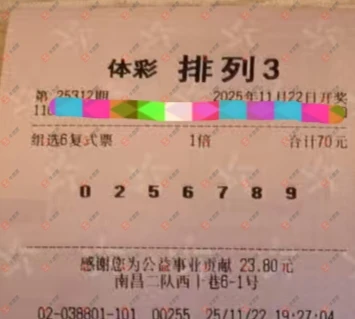 体彩 排列3
第 25312期 2025年11月22日开奖
110
组选6复式票 1倍 合计70元
0 2 5 6 7 8 9
感谢您为公益事业贡献 23.80元
南昌二队西十巷6-1号
02-038801-101 00255 25/11/22 19:27:04